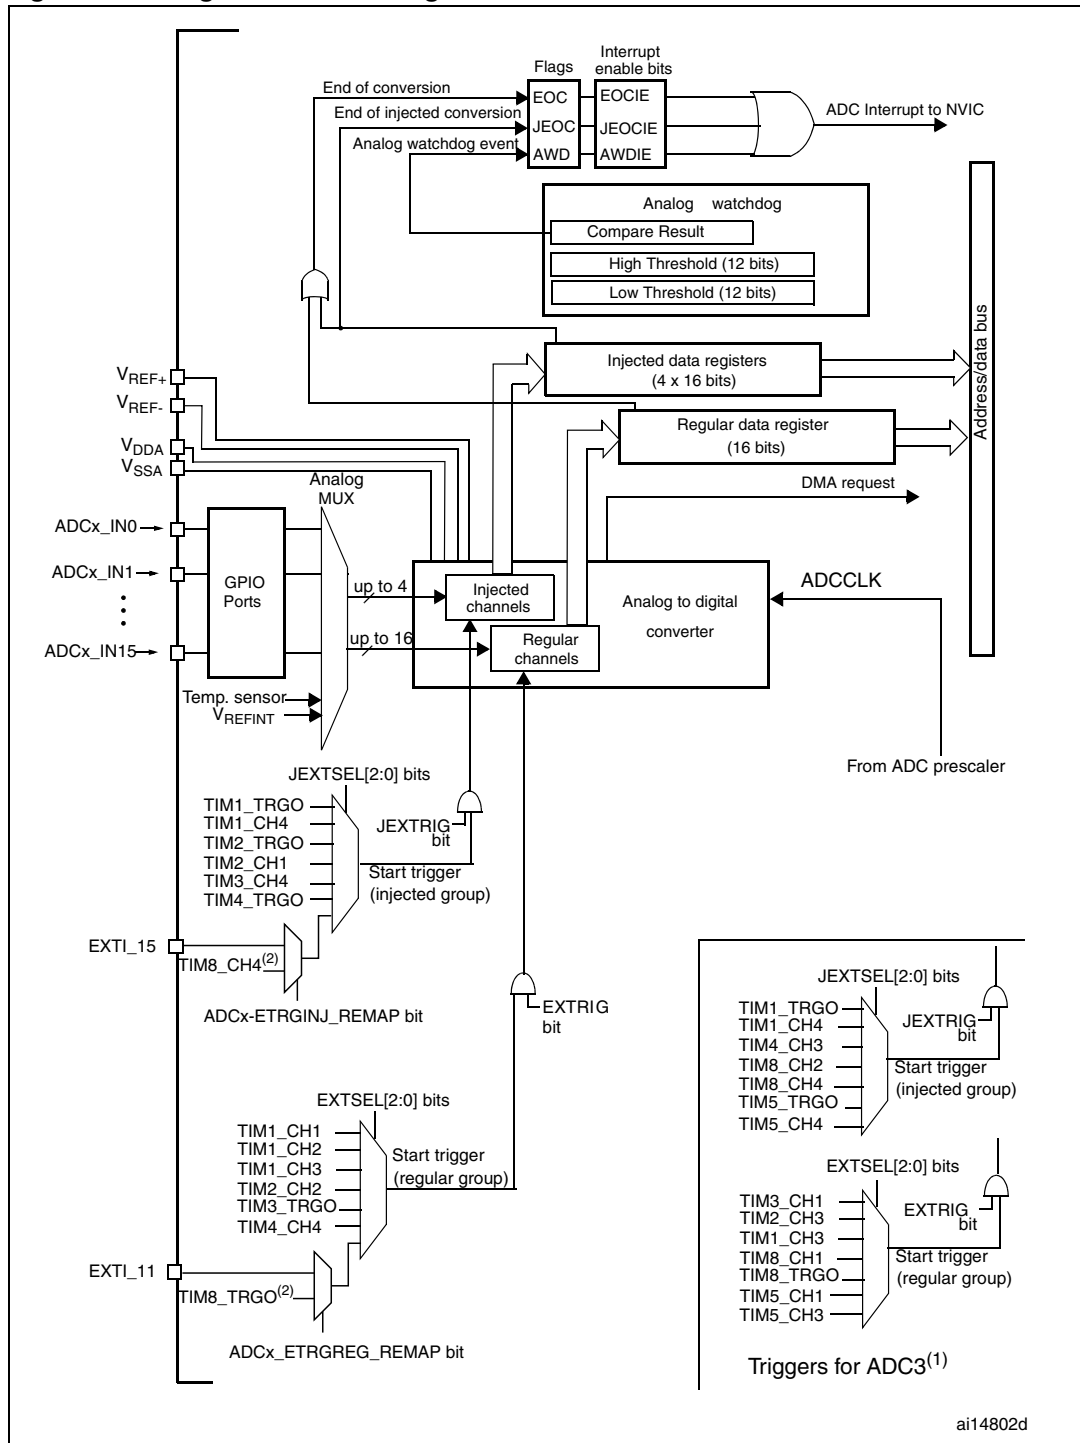 Flags
Interrupt
enable bits
End of conversion
EOC
EOCIE
End of injected conversion
JEOC
JEOCIE
ADC Interrupt to NVIC
Analog watchdog event
AWD
AWDIE
Analog watchdog
Compare Result
High Threshold (12 bits)
Low Threshold (12 bits)
Address/data bus
Injected data registers
(4 x 16 bits)
Regular data register
(16 bits)
DMA request
VREF+
VREF-
VDDA
VSSA
Analog
MUX
ADCx_IN0
ADCx_IN1
ADCx_IN15
GPIO
Ports
up to 4
up to 16
Injected
channels
Regular
channels
Analog to digital
converter
ADCCLK
Temp. sensor
VREFINT
From ADC prescaler
JEXTSEL[2:0] bits
TIM1_TRGO
TIM1_CH4
TIM2_TRGO
TIM2_CH1
TIM3_CH4
TIM4_TRGO
JEXTRIG
bit
Start trigger
(injected group)
EXTI_15
TIM8_CH4(2)
ADCx-ETRGINJ_REMAP bit
EXTRIG
bit
EXTSEL[2:0] bits
TIM1_CH1
TIM1_CH2
TIM1_CH3
TIM2_CH2
TIM3_TRGO
TIM4_CH4
Start trigger
(regular group)
EXTI_11
TIM8_TRGO(2)
ADCx_ETRGREG_REMAP bit
JEXTSEL[2:0] bits
TIM1_TRGO
TIM1_CH4
TIM4_CH3
TIM8_CH2
TIM8_CH4
TIM5_TRGO
TIM5_CH4
JEXTRIG
bit
Start trigger
(injected group)
EXTSEL[2:0] bits
TIM3_CH1
TIM2_CH3
TIM1_CH3
TIM8_CH1
TIM8_TRGO
TIM5_CH1
TIM5_CH3
EXTRIG
bit
Start trigger
(regular group)
Triggers for ADC3(1)
ai14802d